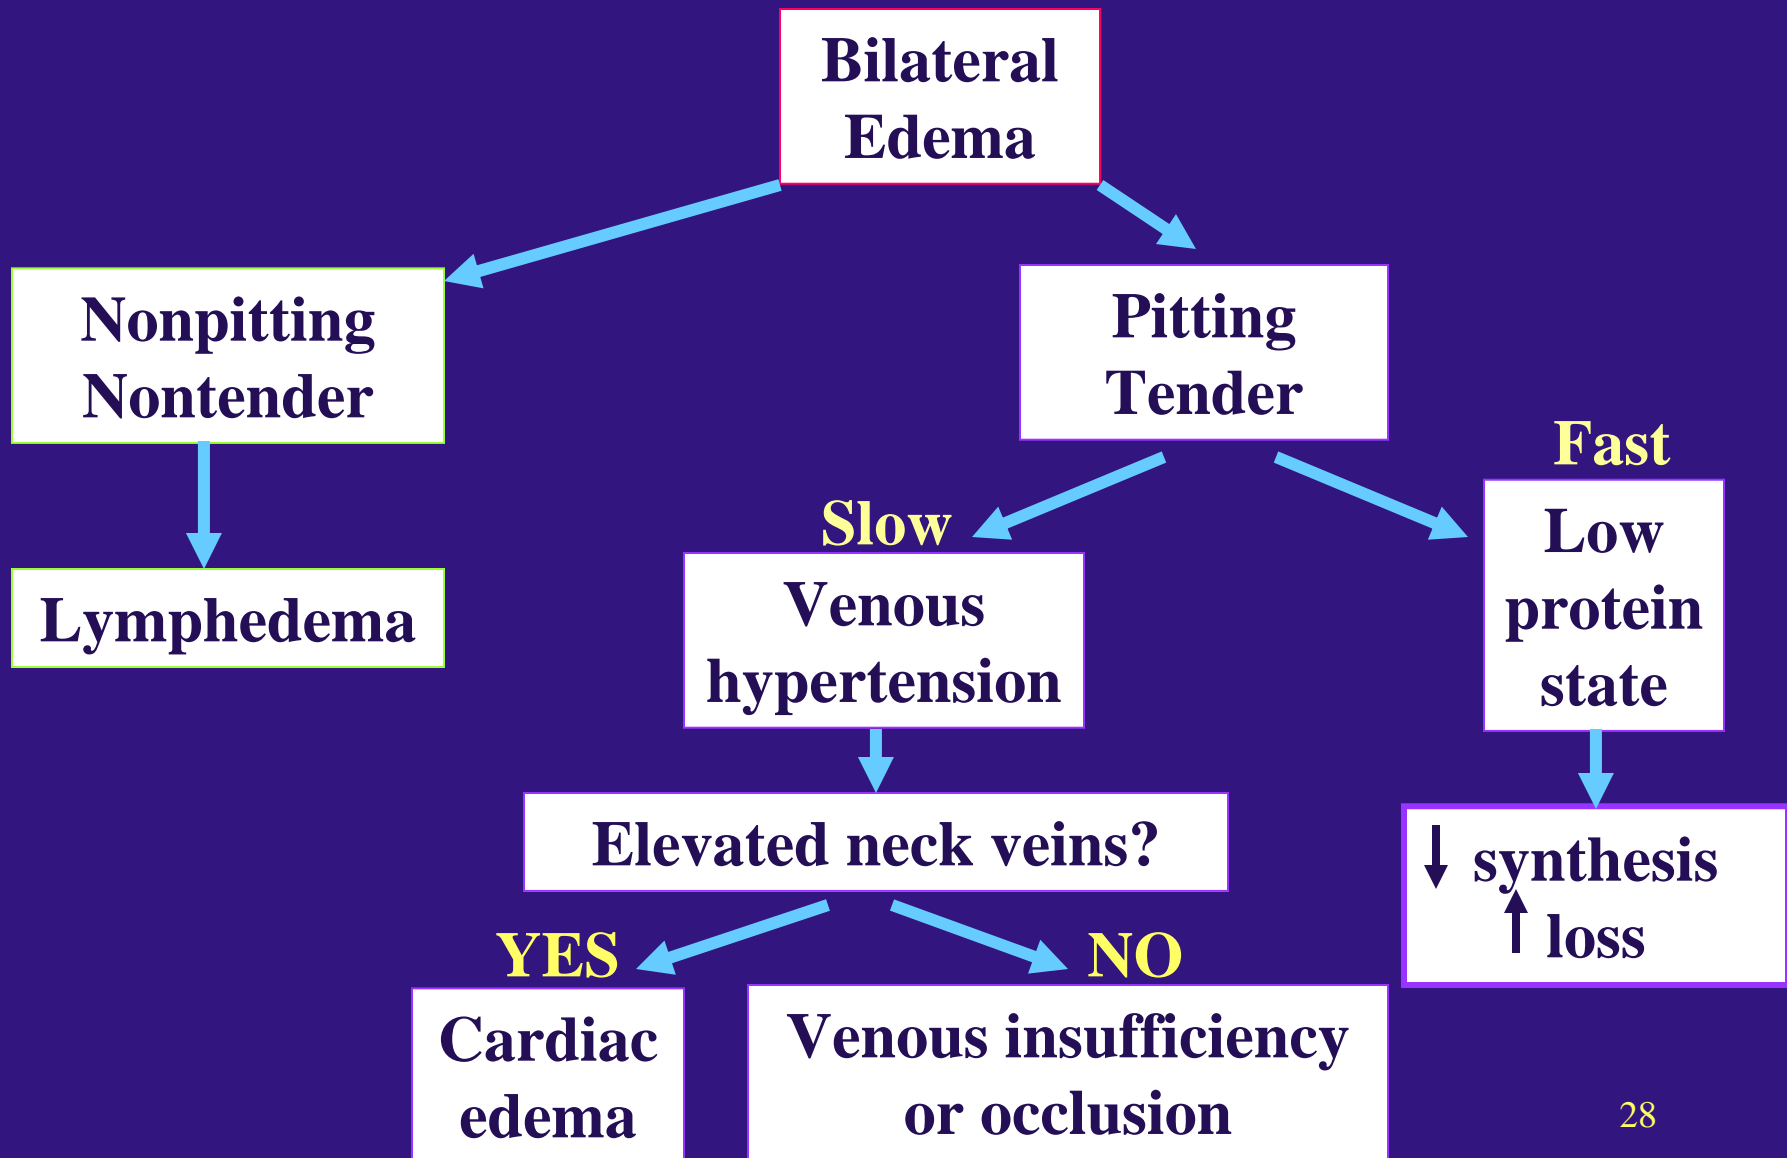 Bilateral
Edema
Nonpitting
Nontender
Pitting
Tender
Fast
Slow
Low
protein
state
Venous
hypertension
Lymphedema
Elevated neck veins?
↓ synthesis
↑ loss
YES
NO
Cardiac
edema
Venous insufficiency
or occlusion
28